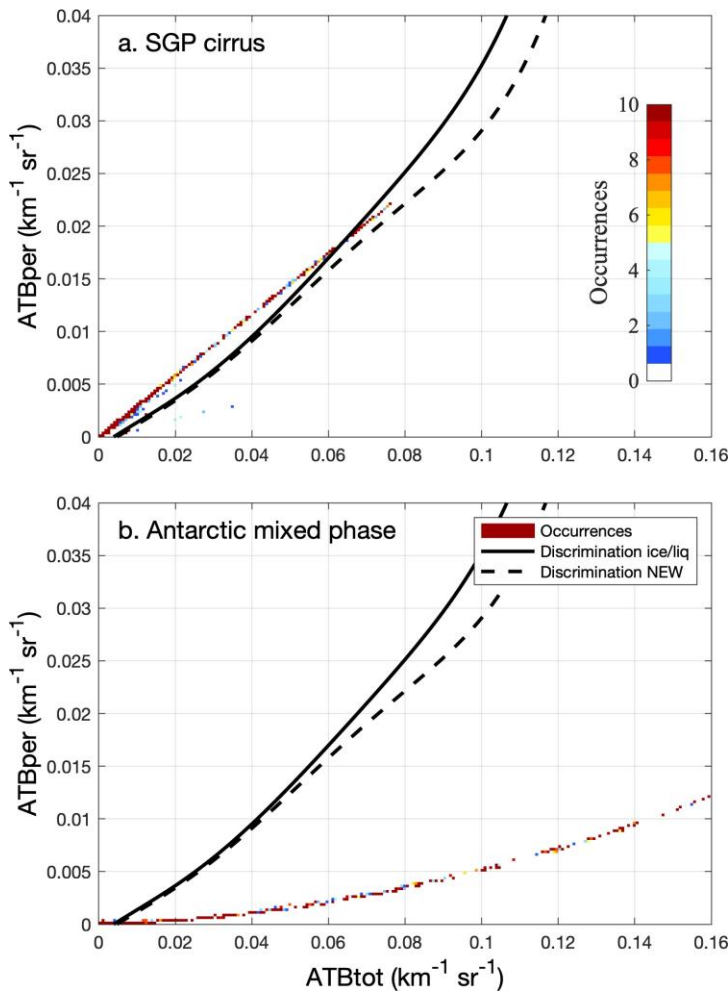 0.04
a. SGP cirrus
0.035
0.03
0.025
0.02
0.015
0.01
0.005
0
ATBper (km⁻¹ sr⁻¹)
10
8
6
4
2
0
Occurrences
0 0.02 0.04 0.06 0.08 0.1 0.12 0.14 0.16
0.04
b. Antarctic mixed phase
Occurrences
Discrimination ice/liq
Discrimination NEW
0.035
0.03
0.025
0.02
0.015
0.01
0.005
0
ATBper (km⁻¹ sr⁻¹)
0 0.02 0.04 0.06 0.08 0.1 0.12 0.14 0.16
ATBtot (km⁻¹ sr⁻¹)